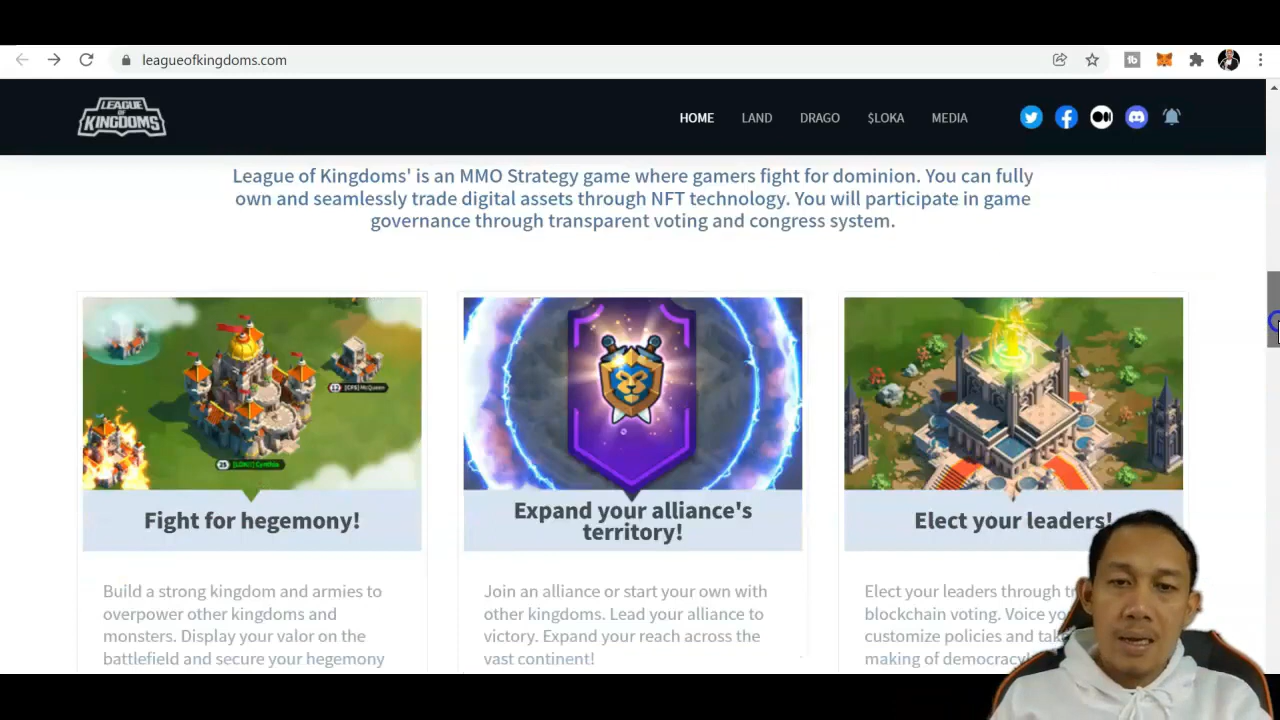 leagueofkingdoms.com
LEAGUE
OF
KINGDOMS
HOME LAND DRAGO $LOKA MEDIA
League of Kingdoms' is an MMO Strategy game where gamers fight for dominion. You can fully
own and seamlessly trade digital assets through NFT technology. You will participate in game
governance through transparent voting and congress system.
McQueen
Cynthia
Fight for hegemony!
Expand your alliance's
territory!
Elect your leaders!
Build a strong kingdom and armies to
overpower other kingdoms and
monsters. Display your valor on the
battlefield and secure your hegemony
Join an alliance or start your own with
other kingdoms. Lead your alliance to
victory. Expand your reach across the
vast continent!
Elect your leaders through
blockchain voting. Voice
customize policies and
making of democracy